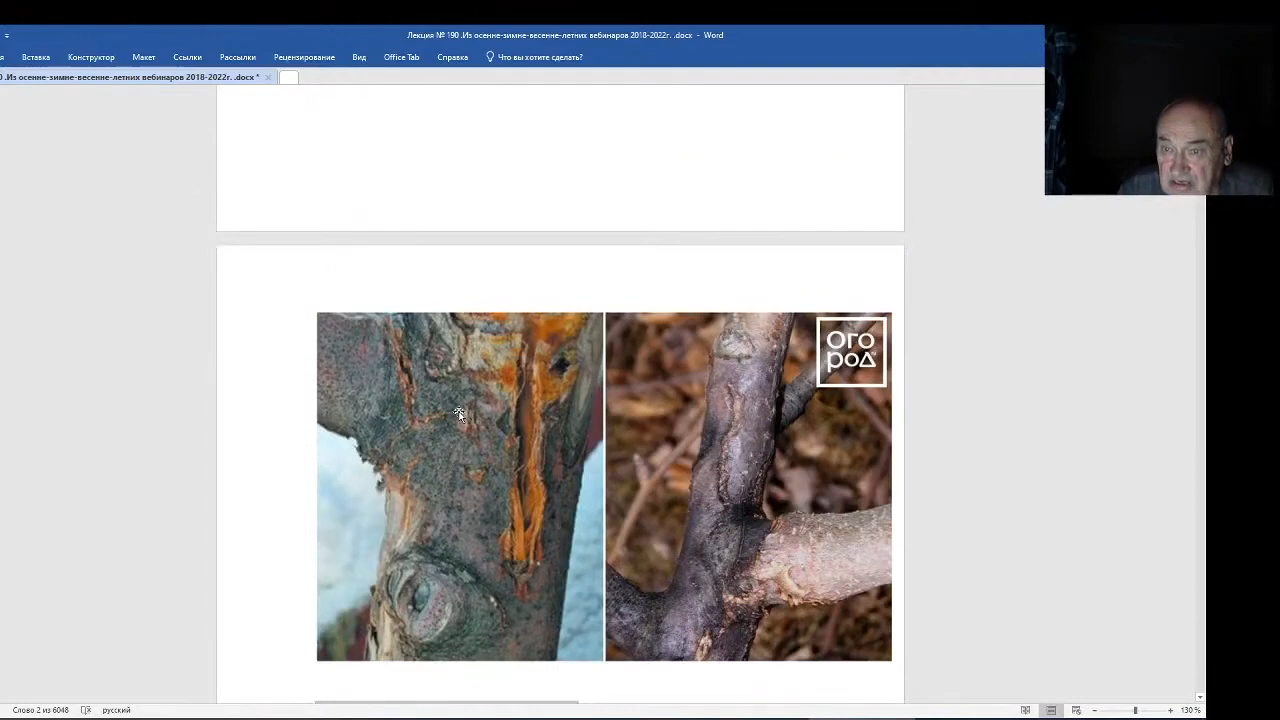 Лекция № 190 .Из осенне-зимне-весенне-летних вебинаров 2018-2022г. .docx - Word
я Вставка Конструктор Макет Ссылки Рассылки Рецензирование Вид Office Tab Справка Что вы хотите сделать?
0 .Из осенне-зимне-весенне-летних вебинаров 2018-2022г. .docx *
Огород
Слово 2 из 6048 русский 130 %